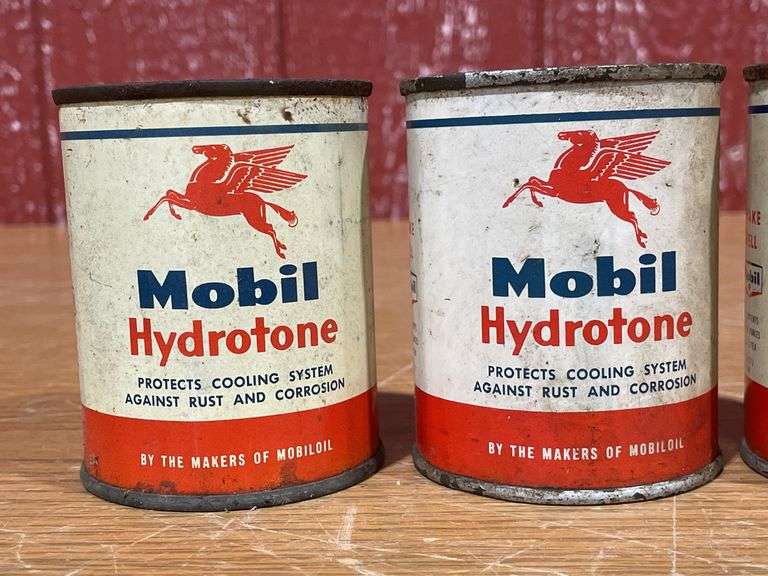 Mobil
Hydrotone
PROTECTS COOLING SYSTEM
AGAINST RUST AND CORROSION
BY THE MAKERS OF MOBILOIL
Mobil
Hydrotone
PROTECTS COOLING SYSTEM
AGAINST RUST AND CORROSION
BY THE MAKERS OF MOBILOIL